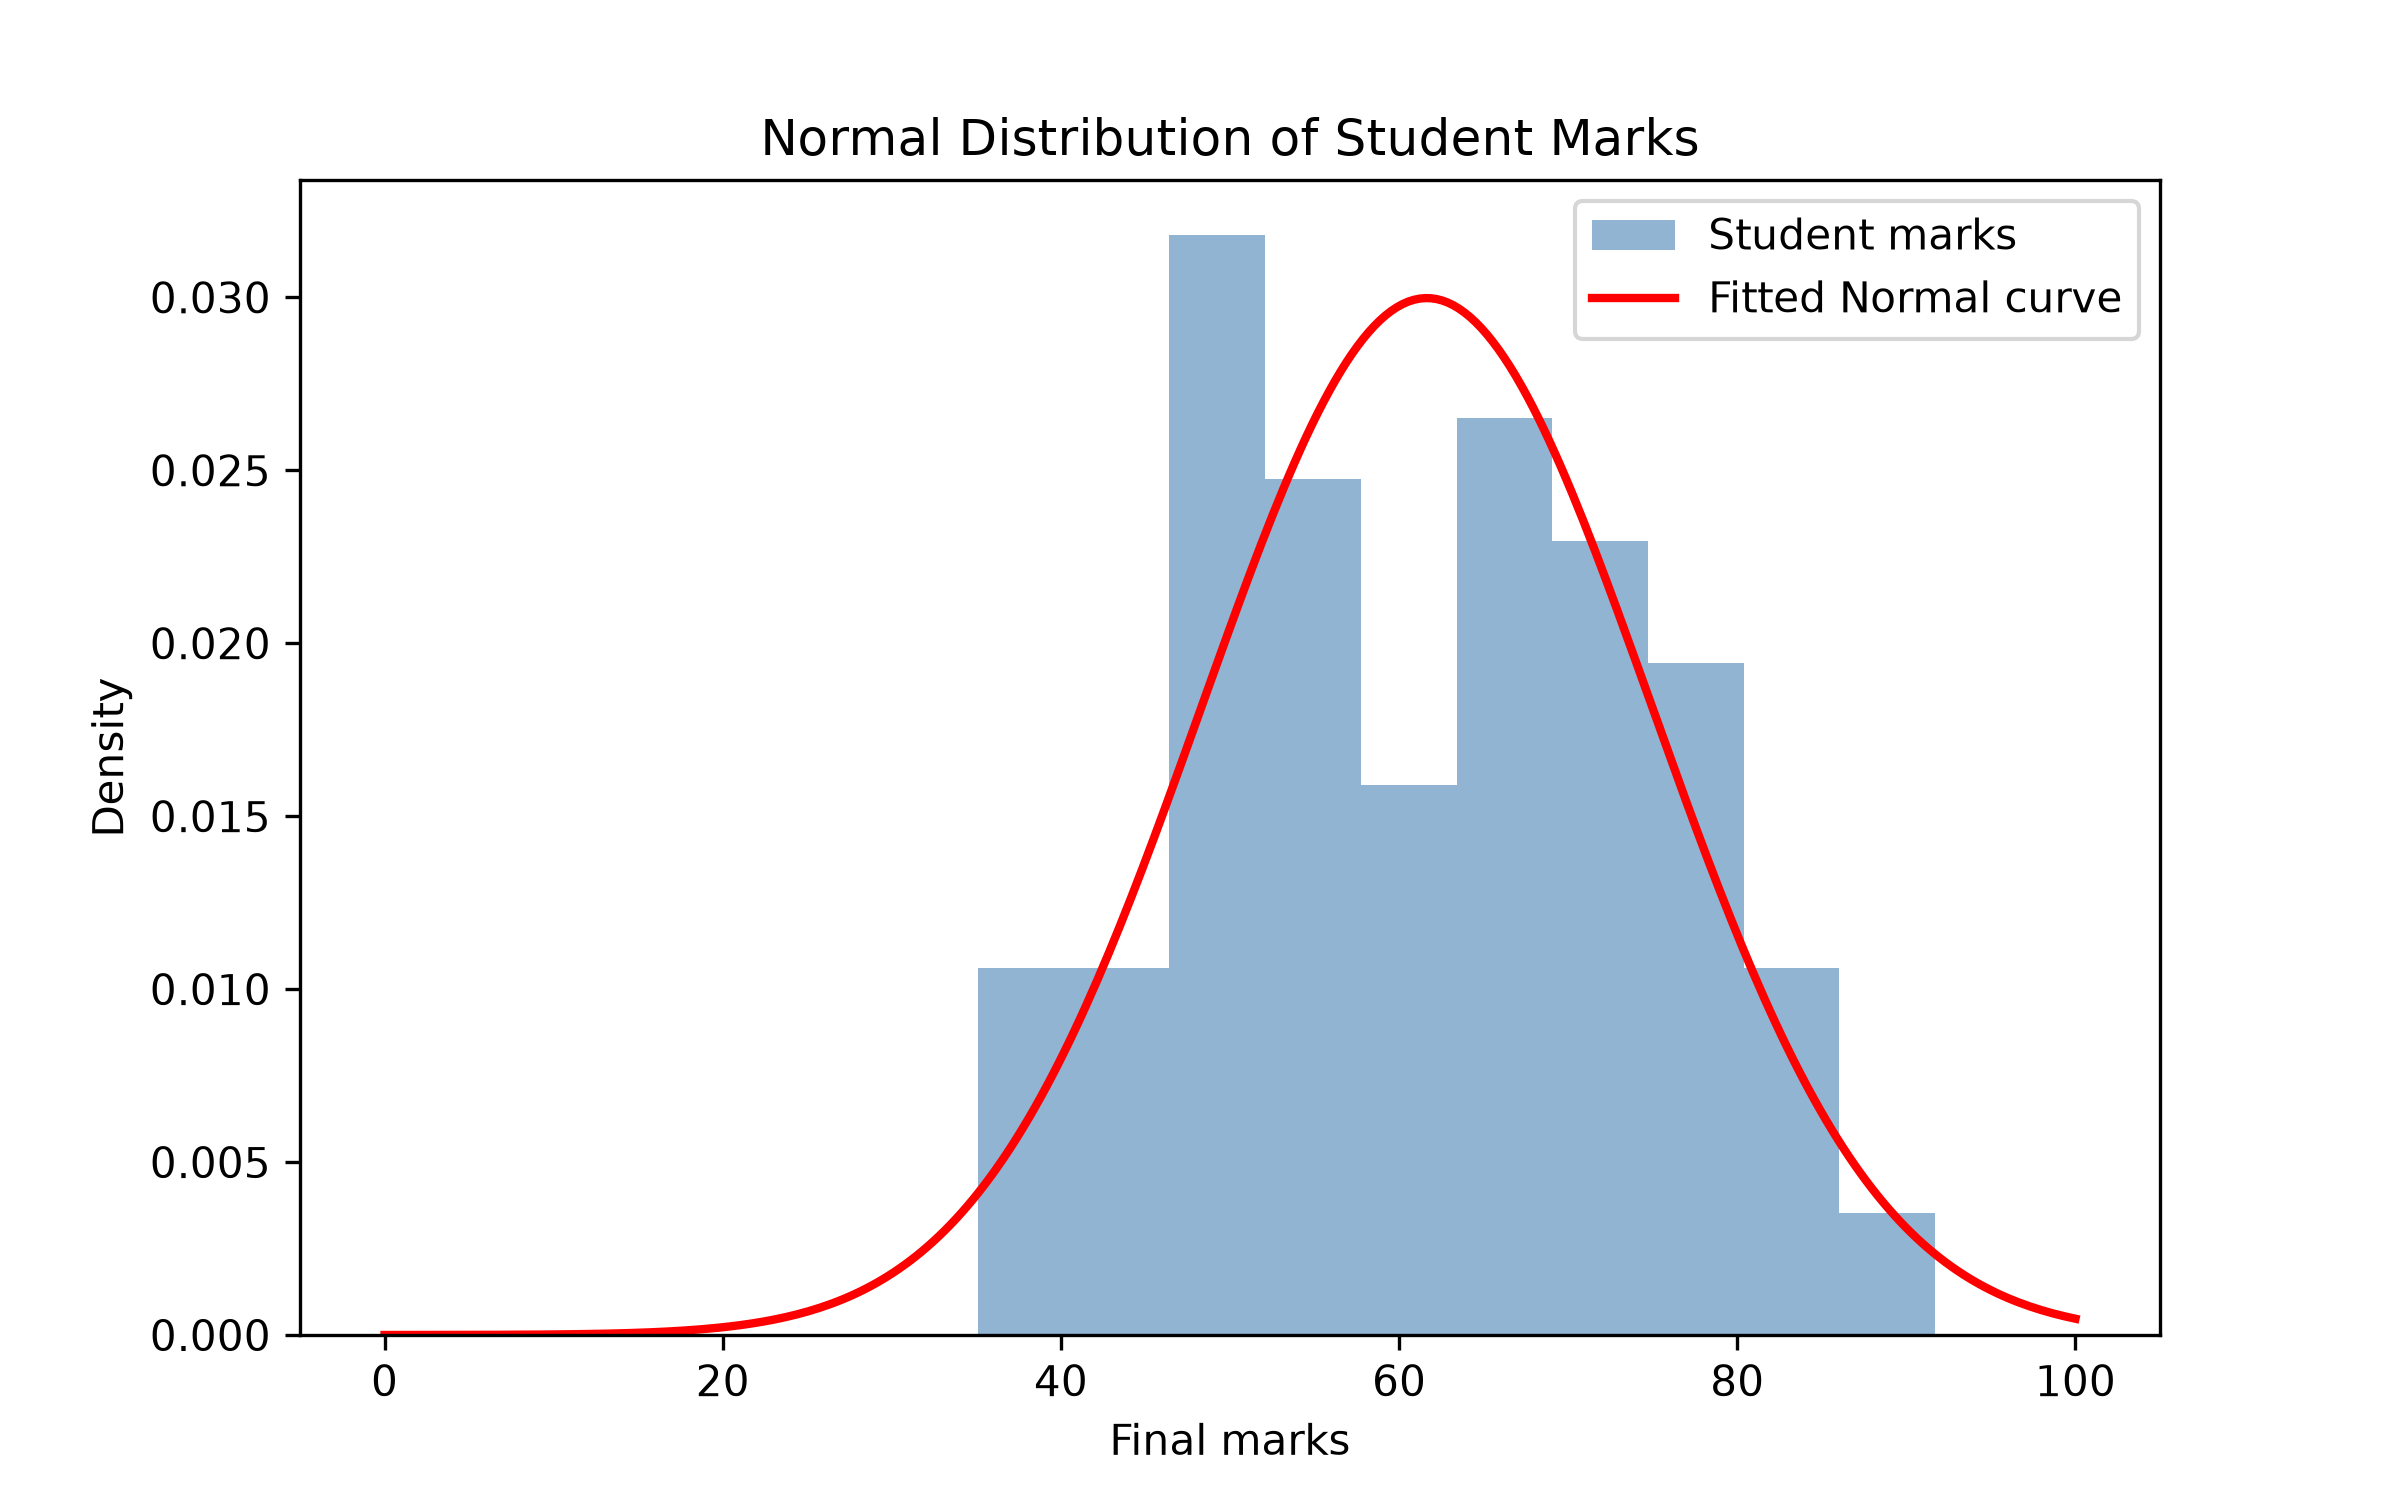 Normal Distribution of Student Marks
Student marks
Fitted Normal curve
0.030
0.025
0.020
0.015
0.010
0.005
0.000
Density
0 20 40 60 80 100
Final marks